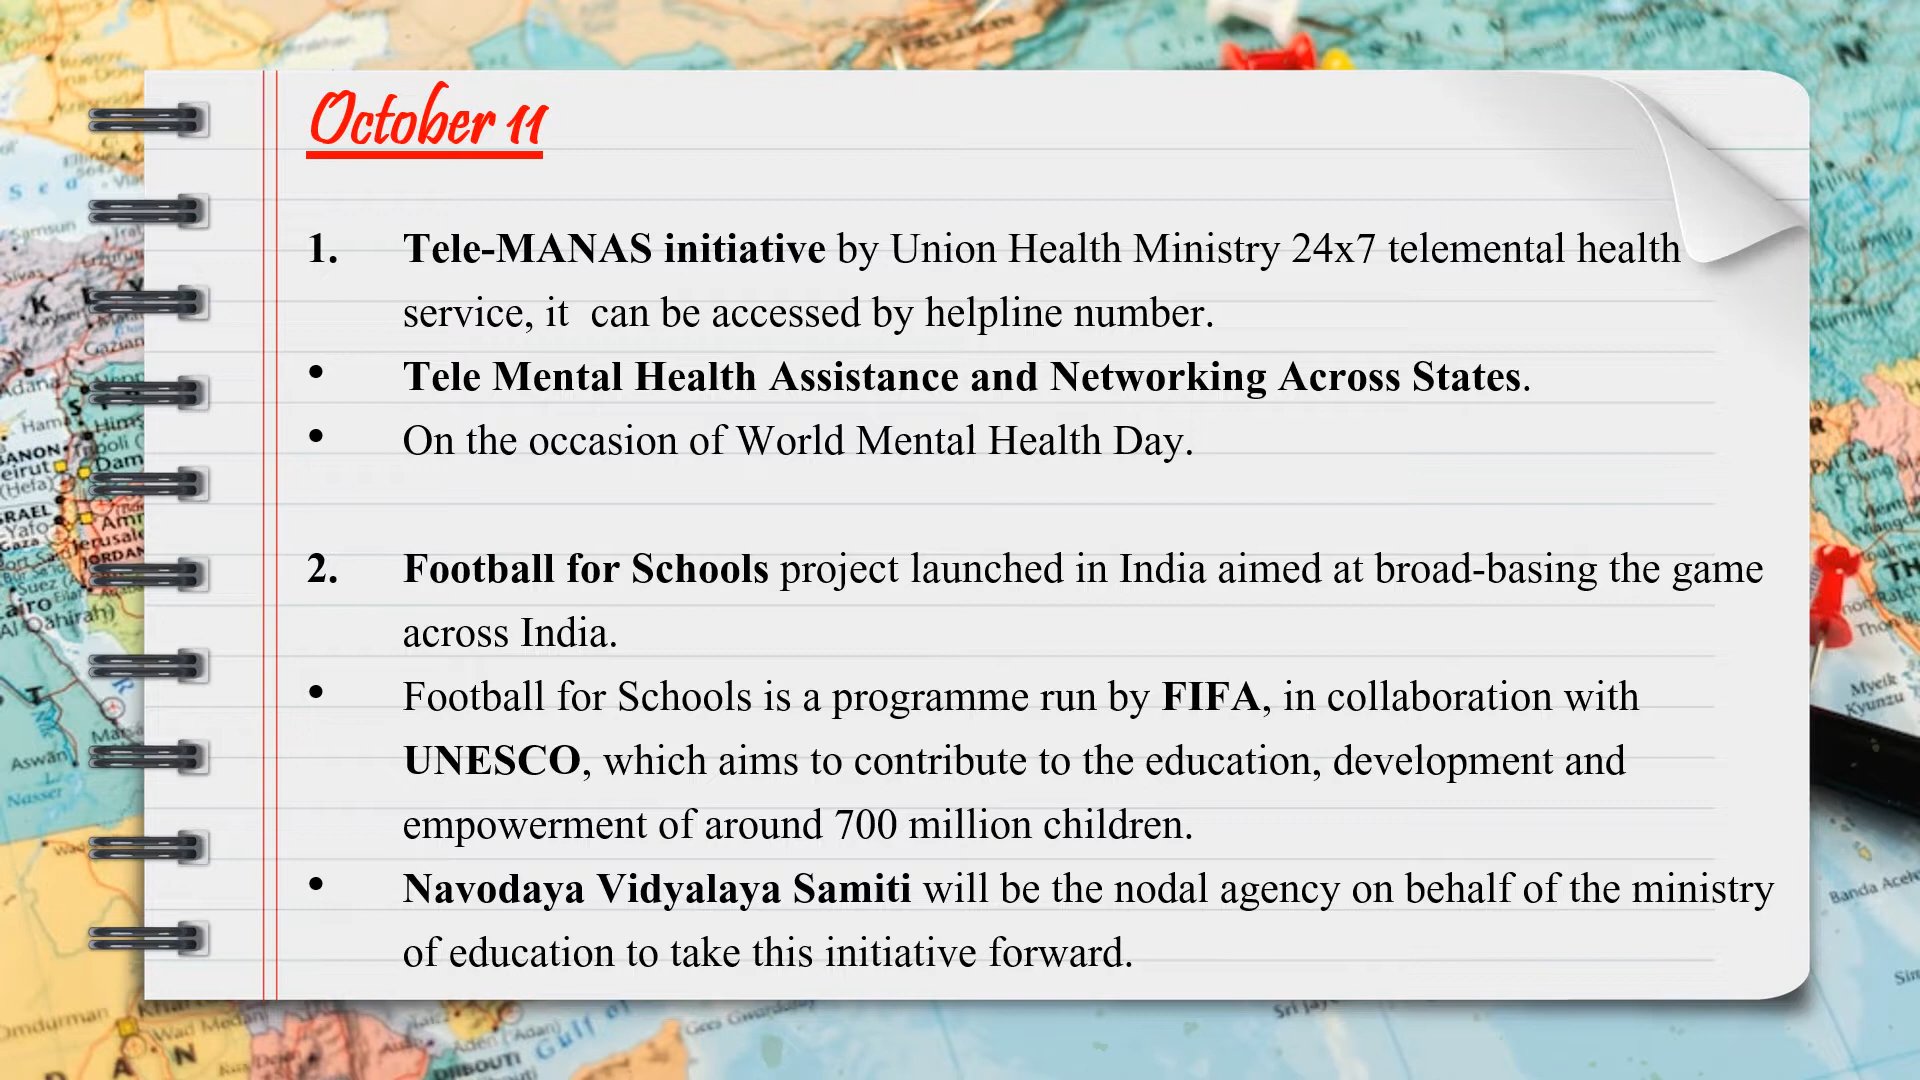 October 11
1. Tele-MANAS initiative by Union Health Ministry 24x7 telemental health
service, it  can be accessed by helpline number.
• Tele Mental Health Assistance and Networking Across States.
• On the occasion of World Mental Health Day.
2. Football for Schools project launched in India aimed at broad-basing the game
across India.
• Football for Schools is a programme run by FIFA, in collaboration with
UNESCO, which aims to contribute to the education, development and
empowerment of around 700 million children.
• Navodaya Vidyalaya Samiti will be the nodal agency on behalf of the ministry
of education to take this initiative forward.